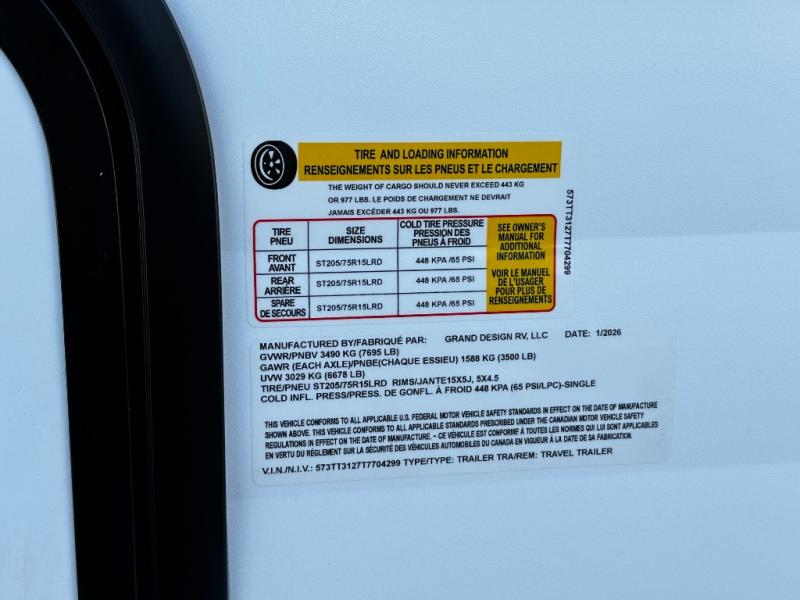 TIRE AND LOADING INFORMATION
RENSEIGNEMENTS SUR LES PNEUS ET LE CHARGEMENT
THE WEIGHT OF CARGO SHOULD NEVER EXCEED 443 KG
OR 977 LBS. LE POIDS DE CHARGEMENT NE DEVRAIT
JAMAIS EXCÉDER 443 KG OU 977 LBS.
TIRE PNEU SIZE DIMENSIONS COLD TIRE PRESSURE PRESSION DES PNEUS À FROID
FRONT AVANT ST205/75R15LRD 448 KPA /65 PSI
REAR ARRIÈRE ST205/75R15LRD 448 KPA /65 PSI
SPARE DE SECOURS ST205/75R15LRD 448 KPA /65 PSI
SEE OWNER'S
MANUAL FOR
ADDITIONAL
INFORMATION
VOIR LE MANUEL
DE L'USAGER
POUR PLUS DE
RENSEIGNEMENTS
573TT3127T7704299
MANUFACTURED BY/FABRIQUÉ PAR: GRAND DESIGN RV, LLC DATE: 1/2026
GVWR/PNBV 3490 KG (7695 LB)
GAWR (EACH AXLE)/PNBE(CHAQUE ESSIEU) 1588 KG (3500 LB)
UVW 3029 KG (6678 LB)
TIRE/PNEU ST205/75R15LRD RIMS/JANTE15X5J, 5X4.5
COLD INFL. PRESS/PRESS. DE GONFL. À FROID 448 KPA (65 PSI/LPC)-SINGLE
THIS VEHICLE CONFORMS TO ALL APPLICABLE U.S. FEDERAL MOTOR VEHICLE SAFETY STANDARDS IN EFFECT ON THE DATE OF MANUFACTURE
SHOWN ABOVE. THIS VEHICLE CONFORMS TO ALL APPLICABLE STANDARDS PRESCRIBED UNDER THE CANADIAN MOTOR VEHICLE SAFETY
REGULATIONS IN EFFECT ON THE DATE OF MANUFACTURE. - CE VÉHICULE EST CONFORME À TOUTES LES NORMES QUI LUI SONT APPLICABLES
EN VERTU DU RÈGLEMENT SUR LA SÉCURITÉ DES VÉHICULES AUTOMOBILES DU CANADA EN VIGUEUR À LA DATE DE SA FABRICATION.
V.I.N./N.I.V.: 573TT3127T7704299 TYPE/TYPE: TRAILER TRA/REM: TRAVEL TRAILER